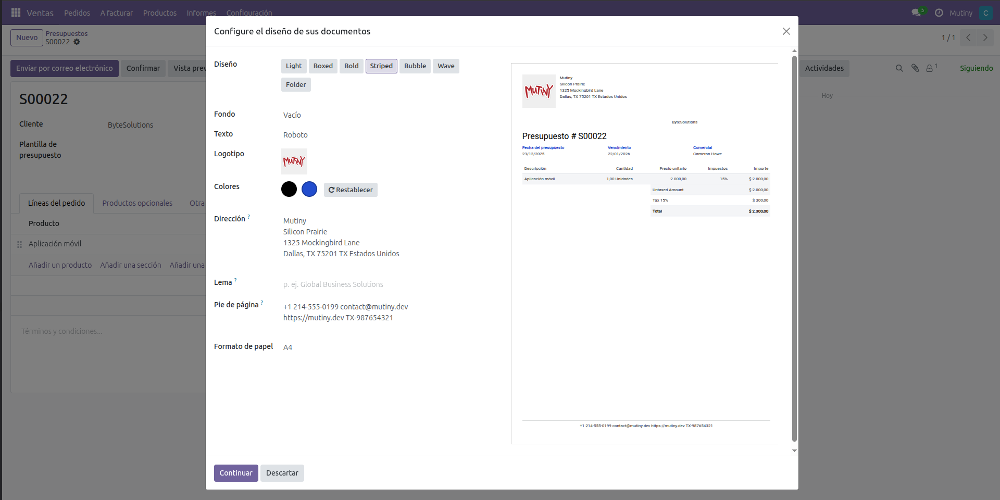 Ventas Pedidos A facturar Productos Informes Configuración 5 Mutiny C
Nuevo Presupuestos
S00022
1 / 1
Enviar por correo electrónico Confirmar Vista prev Actividades 1 Siguiendo
S00022
Hoy
Cliente ByteSolutions
Plantilla de
presupuesto
Líneas del pedido Productos opcionales Otra
Producto
Aplicación móvil
Añadir un producto Añadir una sección Añadir una
Términos y condiciones...
Configure el diseño de sus documentos
Diseño Light Boxed Bold Striped Bubble Wave
Folder
Fondo Vacío
Texto Roboto
Logotipo MUTINY
Colores Restablecer
Dirección ? Mutiny
Silicon Prairie
1325 Mockingbird Lane
Dallas, TX 75201 TX Estados Unidos
Lema ? p. ej. Global Business Solutions
Pie de página ? +1 214-555-0199 contact@mutiny.dev
https://mutiny.dev TX-987654321
Formato de papel A4
MUTINY
Mutiny
Silicon Prairie
1325 Mockingbird Lane
Dallas, TX 75201 TX Estados Unidos
ByteSolutions
Presupuesto # S00022
Fecha del presupuesto Vencimiento Comercial
23/12/2025 22/01/2026 Cameron Howe
Descripción Cantidad Precio unitario Impuestos Importe
Aplicación móvil 1,00 Unidades 2.000,00 15% $ 2.000,00
Untaxed Amount $ 2.000,00
Tax 15% $ 300,00
Total $ 2.300,00
+1 214-555-0199 contact@mutiny.dev https://mutiny.dev TX-987654321
Continuar Descartar